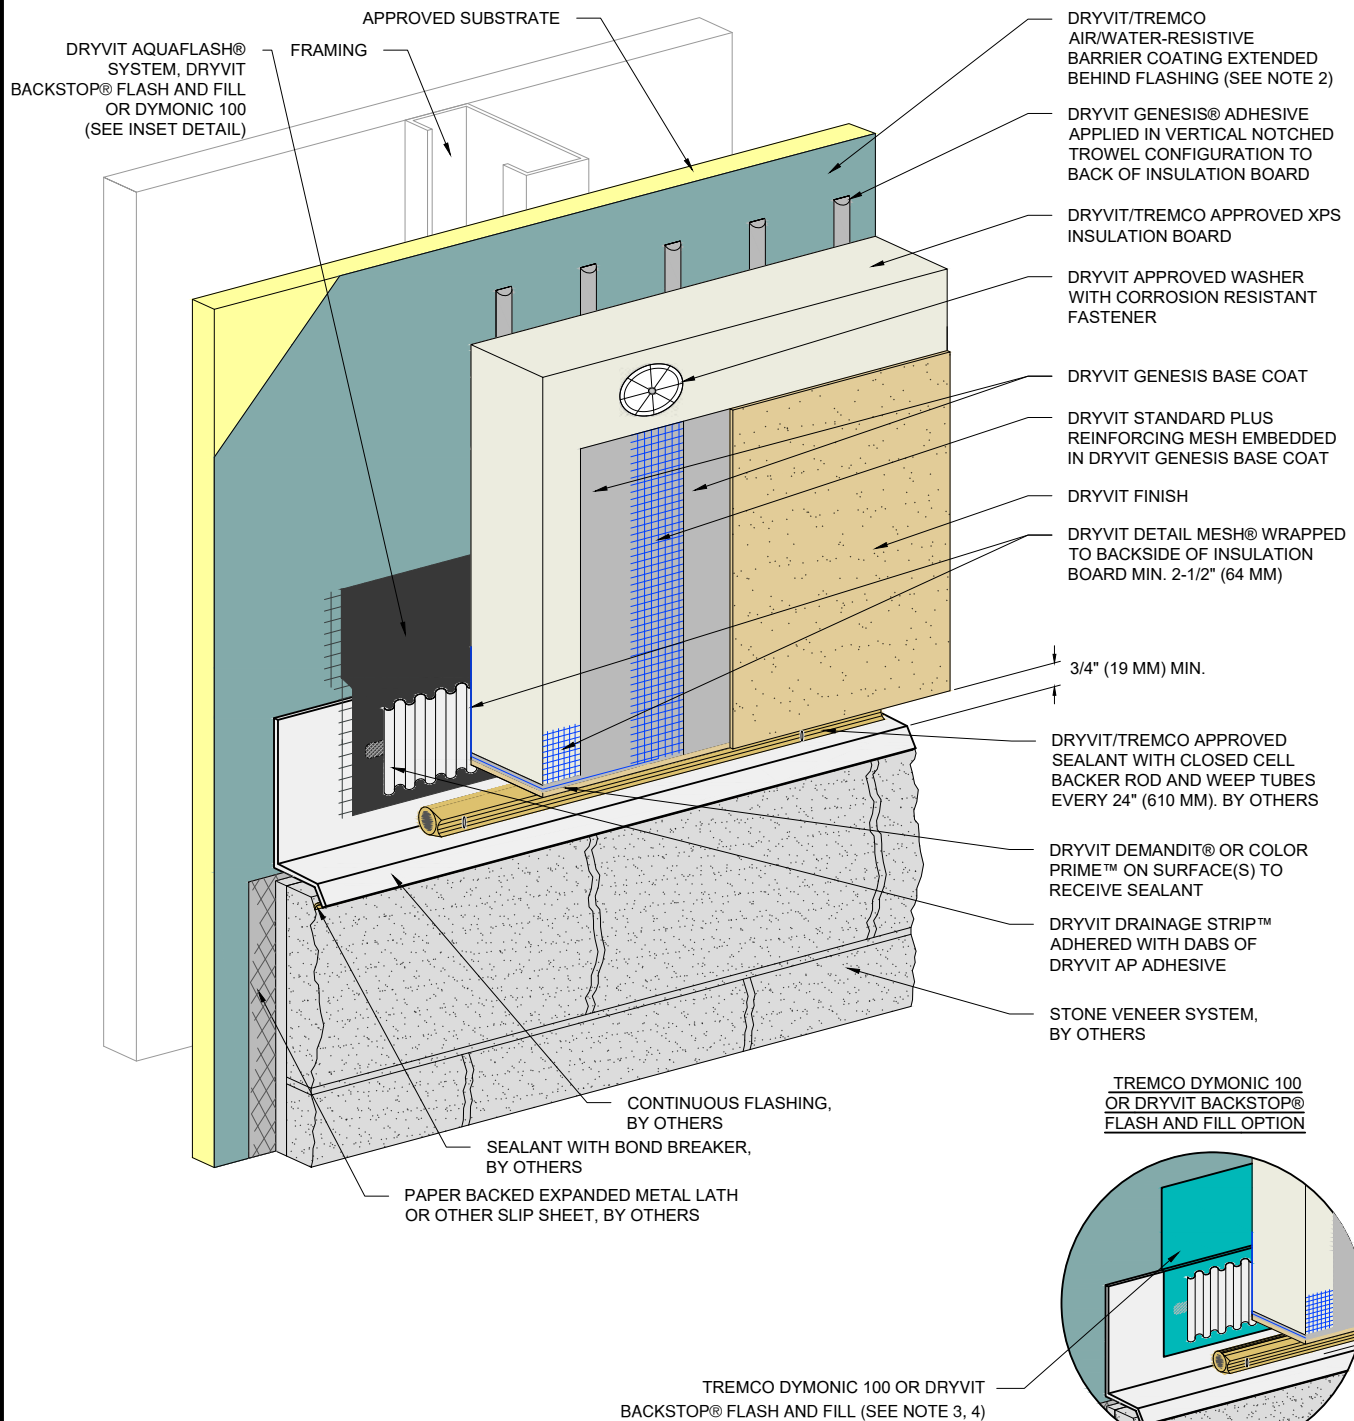 APPROVED SUBSTRATE
DRYVIT AQUAFLASH®
SYSTEM, DRYVIT
BACKSTOP® FLASH AND FILL
OR DYMONIC 100
(SEE INSET DETAIL)
FRAMING
DRYVIT/TREMCO
AIR/WATER-RESISTIVE
BARRIER COATING EXTENDED
BEHIND FLASHING (SEE NOTE 2)
DRYVIT GENESIS® ADHESIVE
APPLIED IN VERTICAL NOTCHED
TROWEL CONFIGURATION TO
BACK OF INSULATION BOARD
DRYVIT/TREMCO APPROVED XPS
INSULATION BOARD
DRYVIT APPROVED WASHER
WITH CORROSION RESISTANT
FASTENER
DRYVIT GENESIS BASE COAT
DRYVIT STANDARD PLUS
REINFORCING MESH EMBEDDED
IN DRYVIT GENESIS BASE COAT
DRYVIT FINISH
DRYVIT DETAIL MESH® WRAPPED
TO BACKSIDE OF INSULATION
BOARD MIN. 2-1/2" (64 MM)
3/4" (19 MM) MIN.
DRYVIT/TREMCO APPROVED
SEALANT WITH CLOSED CELL
BACKER ROD AND WEEP TUBES
EVERY 24" (610 MM). BY OTHERS
DRYVIT DEMANDIT® OR COLOR
PRIME™ ON SURFACE(S) TO
RECEIVE SEALANT
DRYVIT DRAINAGE STRIP™
ADHERED WITH DABS OF
DRYVIT AP ADHESIVE
STONE VENEER SYSTEM,
BY OTHERS
CONTINUOUS FLASHING,
BY OTHERS
SEALANT WITH BOND BREAKER,
BY OTHERS
PAPER BACKED EXPANDED METAL LATH
OR OTHER SLIP SHEET, BY OTHERS
TREMCO DYMONIC 100
OR DRYVIT BACKSTOP®
FLASH AND FILL OPTION
TREMCO DYMONIC 100 OR DRYVIT
BACKSTOP® FLASH AND FILL (SEE NOTE 3, 4)